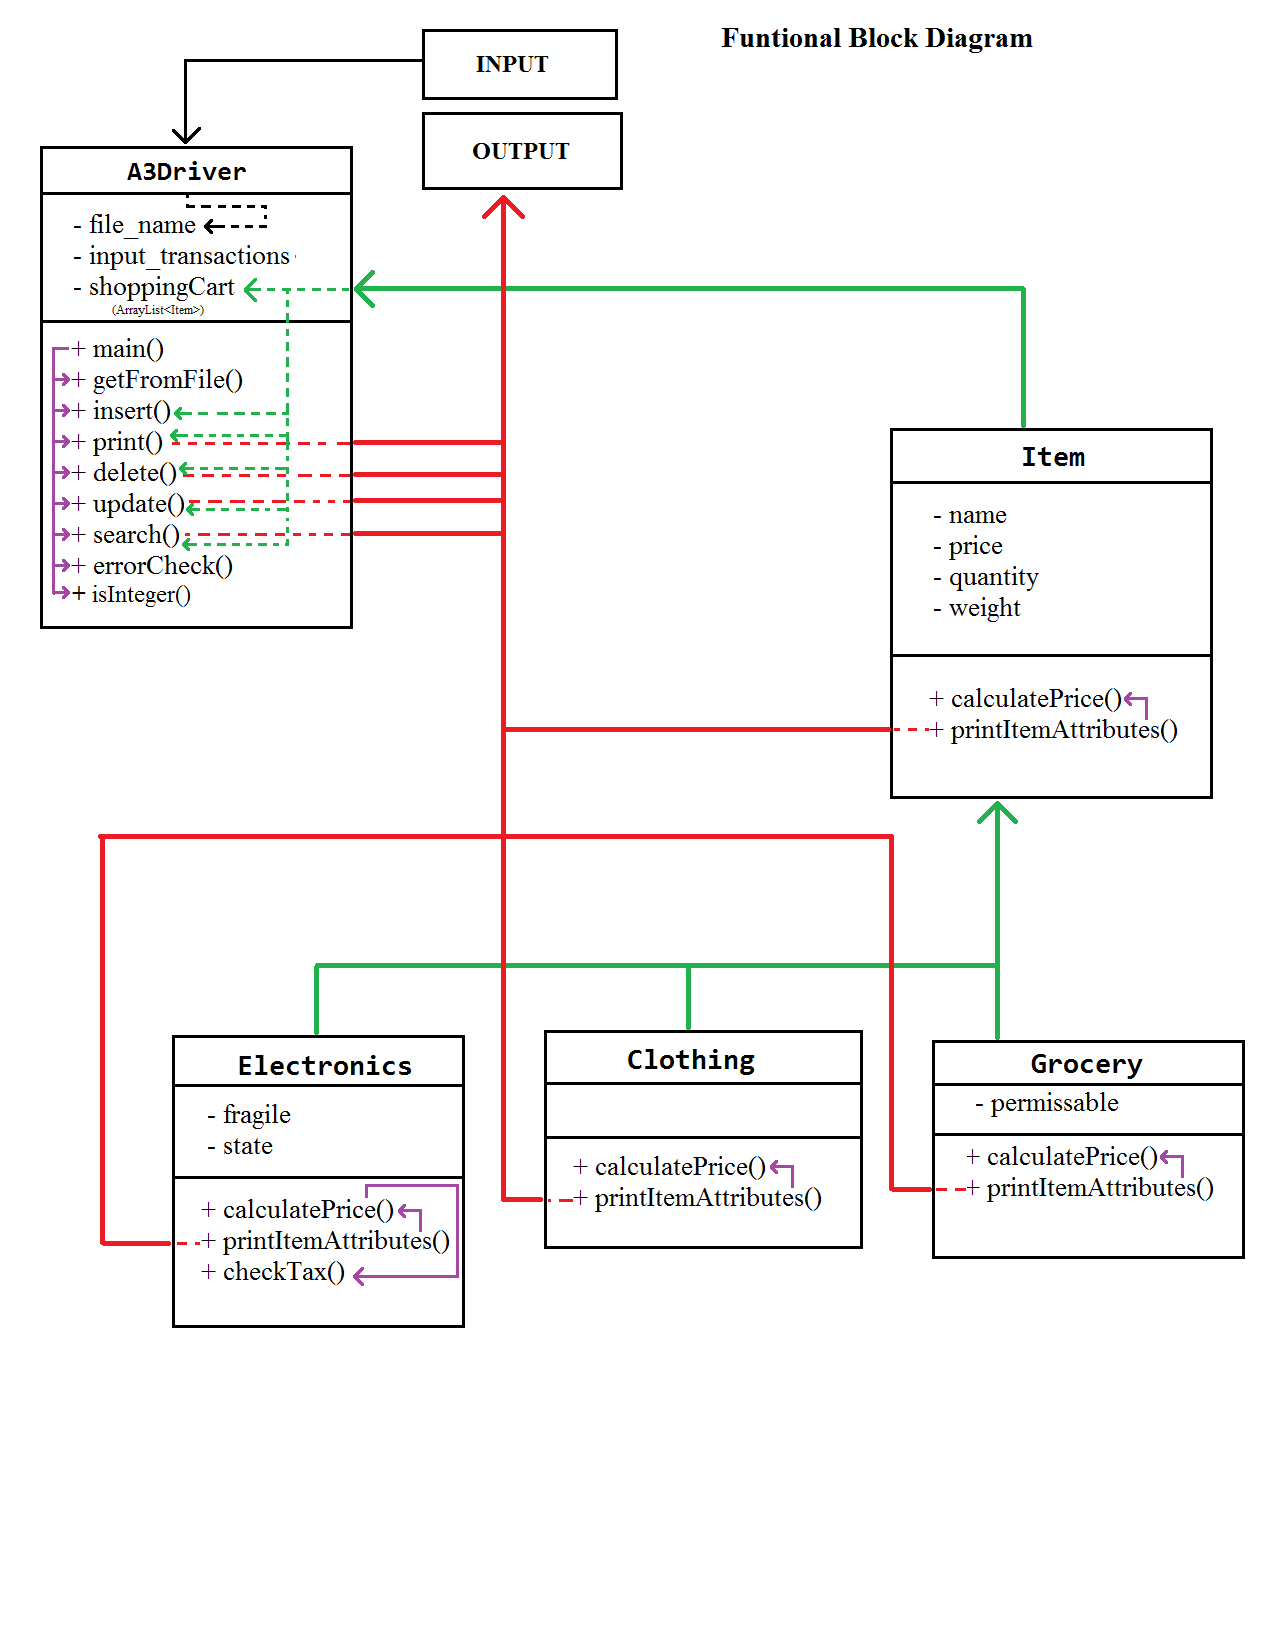 Funtional Block Diagram
INPUT
OUTPUT
A3Driver
- file_name
- input_transactions
- shoppingCart
(ArrayList<Item>)
+ main()
+ getFromFile()
+ insert()
+ print()
+ delete()
+ update()
+ search()
+ errorCheck()
+ isInteger()
Item
- name
- price
- quantity
- weight
+ calculatePrice()
+ printItemAttributes()
Electronics
- fragile
- state
+ calculatePrice()
+ printItemAttributes()
+ checkTax()
Clothing
+ calculatePrice()
+ printItemAttributes()
Grocery
- permissable
+ calculatePrice()
+ printItemAttributes()